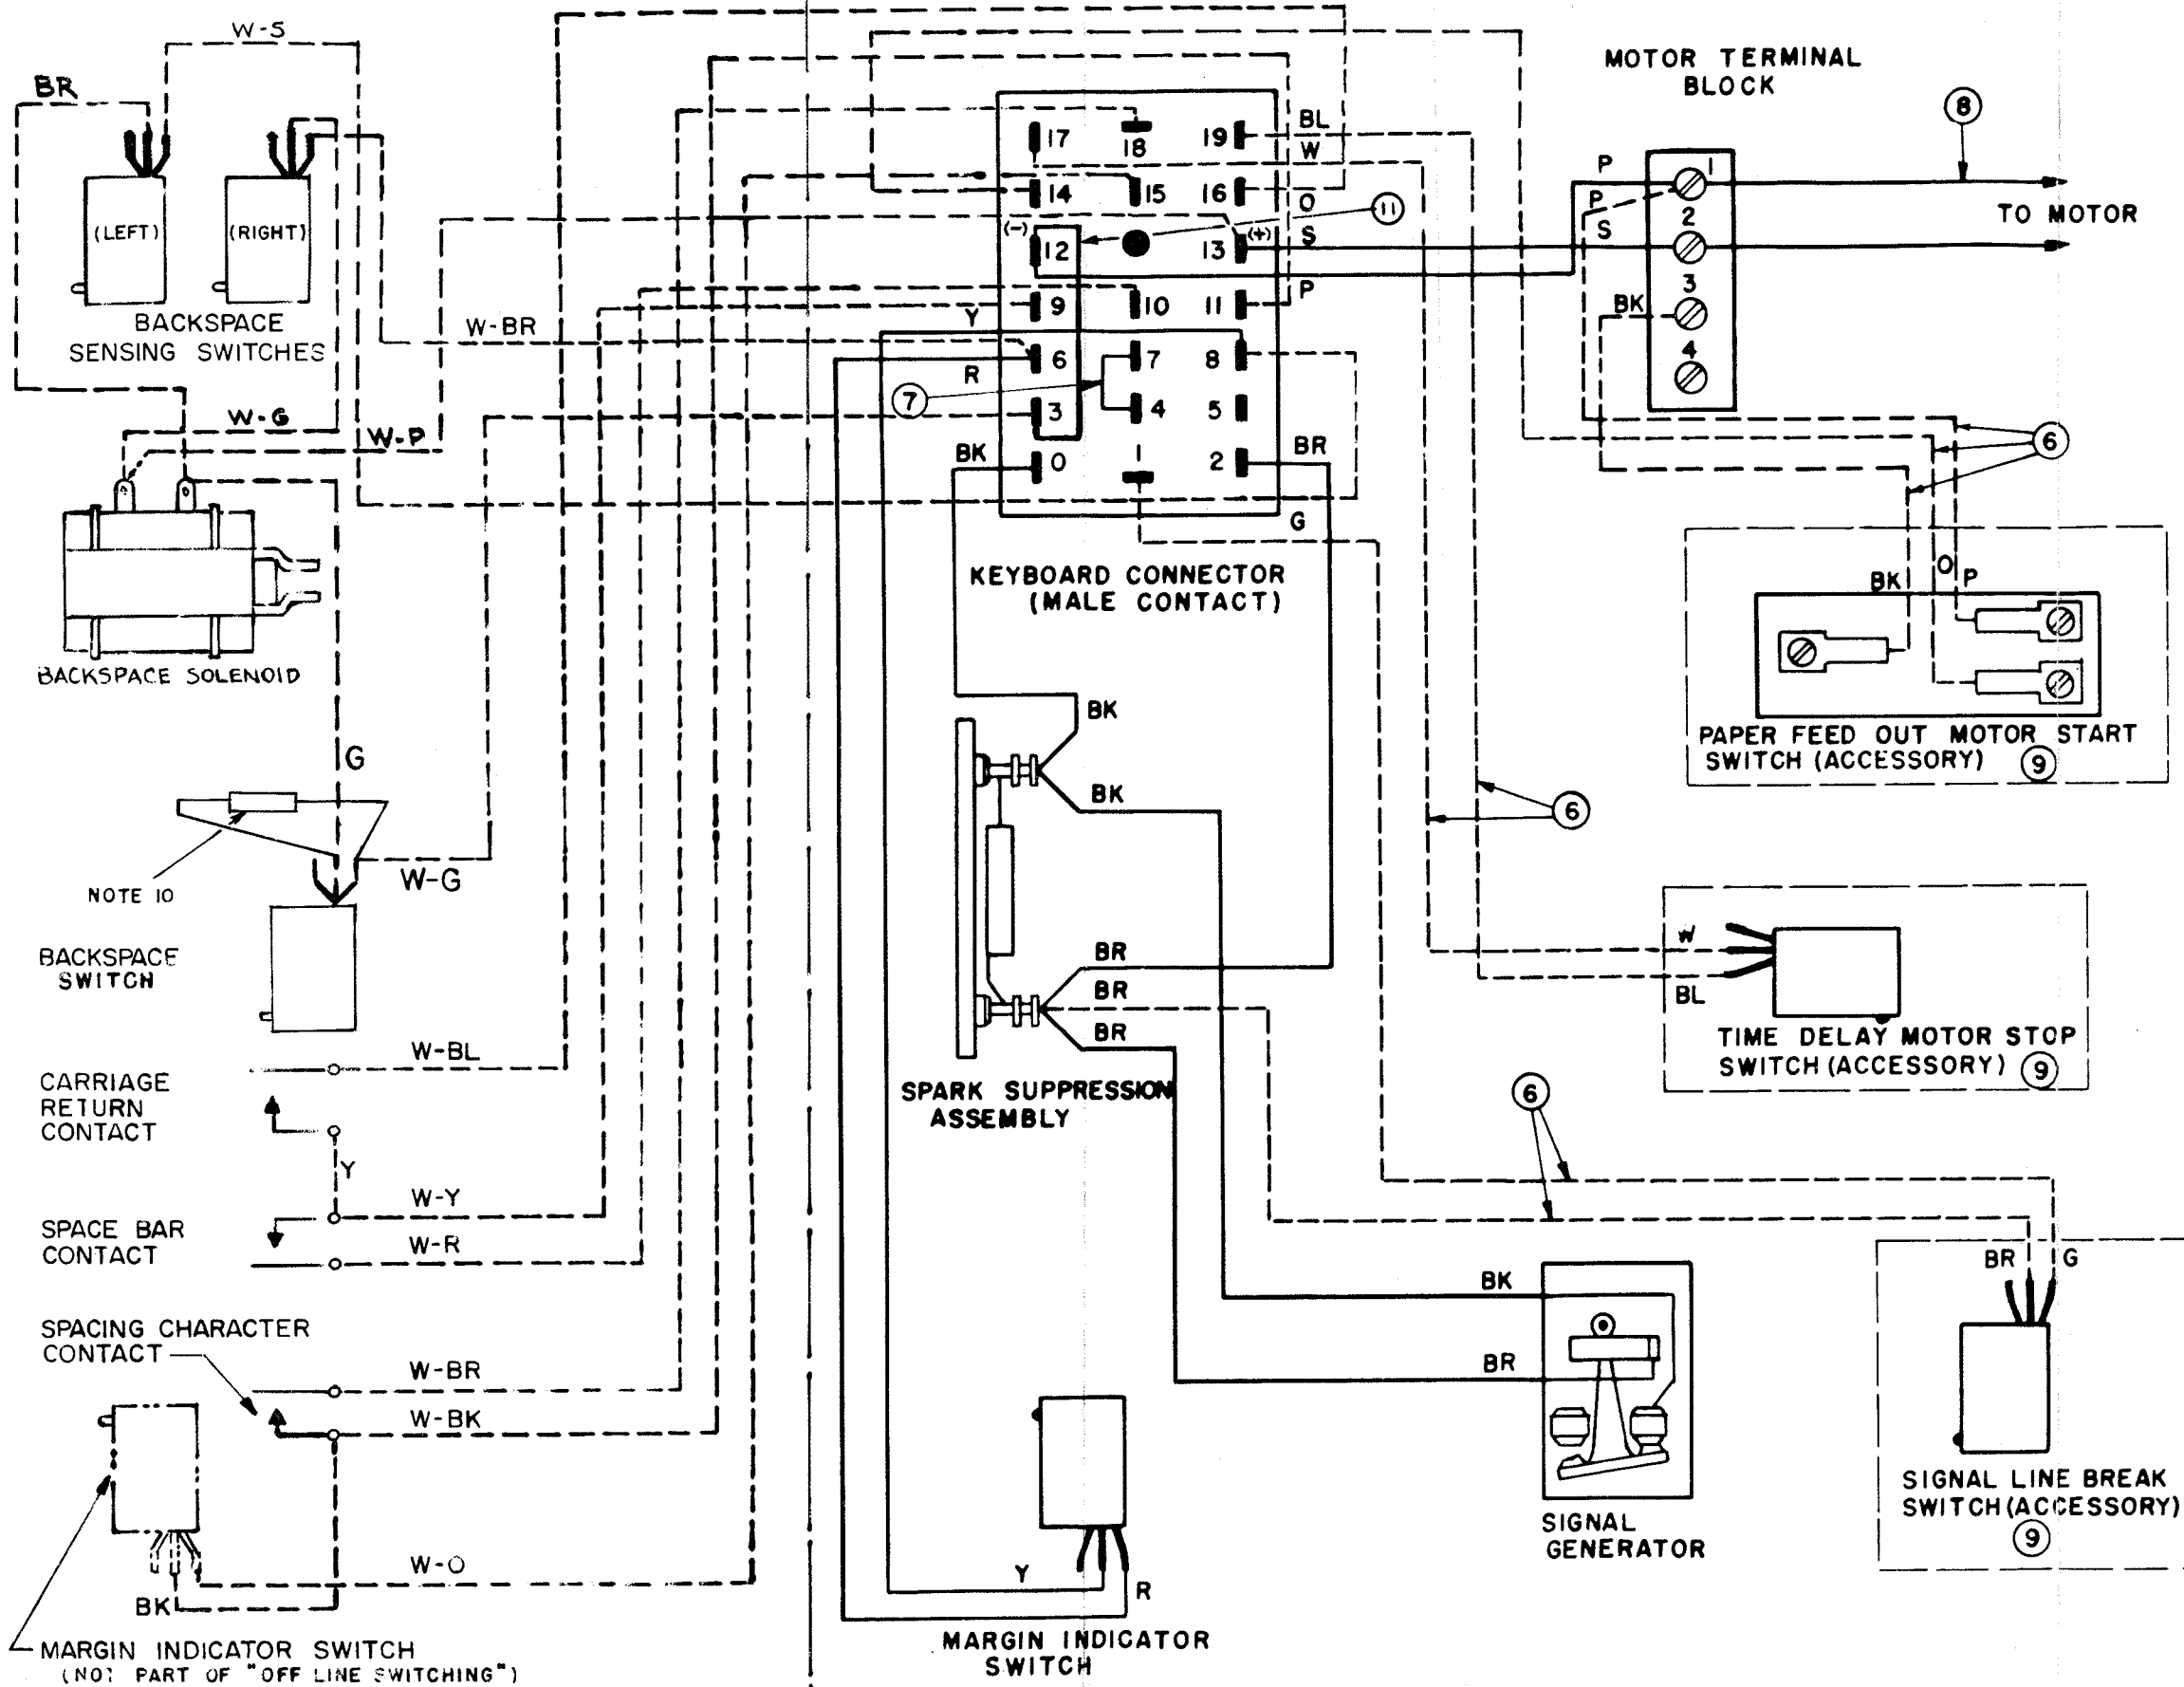 W-S
BR
(LEFT)
(RIGHT)
BACKSPACE
SENSING SWITCHES
W-BR
W-G
W-P
BACKSPACE SOLENOID
G
NOTE 10
W-G
BACKSPACE
SWITCH
W-BL
CARRIAGE
RETURN
CONTACT
Y
W-Y
SPACE BAR
CONTACT
W-R
SPACING CHARACTER
CONTACT
W-BR
W-BK
W-O
BK
MARGIN INDICATOR SWITCH
(NOT PART OF "OFF LINE SWITCHING")
17
18
19
BL
W
14
15
16
O
11
(-)
12
13
(+)
S
9
10
11
P
Y
6
7
8
R
7
3
4
5
BK
0
1
2
BR
G
KEYBOARD CONNECTOR
(MALE CONTACT)
BK
BK
BR
BR
BR
SPARK SUPPRESSION
ASSEMBLY
Y
R
MARGIN INDICATOR
SWITCH
MOTOR TERMINAL
BLOCK
8
P
1
P
2
S
TO MOTOR
3
BK
4
6
BK
O
P
PAPER FEED OUT MOTOR START
SWITCH (ACCESSORY) 9
6
W
BL
TIME DELAY MOTOR STOP
SWITCH (ACCESSORY) 9
6
BK
BR
SIGNAL
GENERATOR
BR
G
SIGNAL LINE BREAK
SWITCH (ACCESSORY)
9